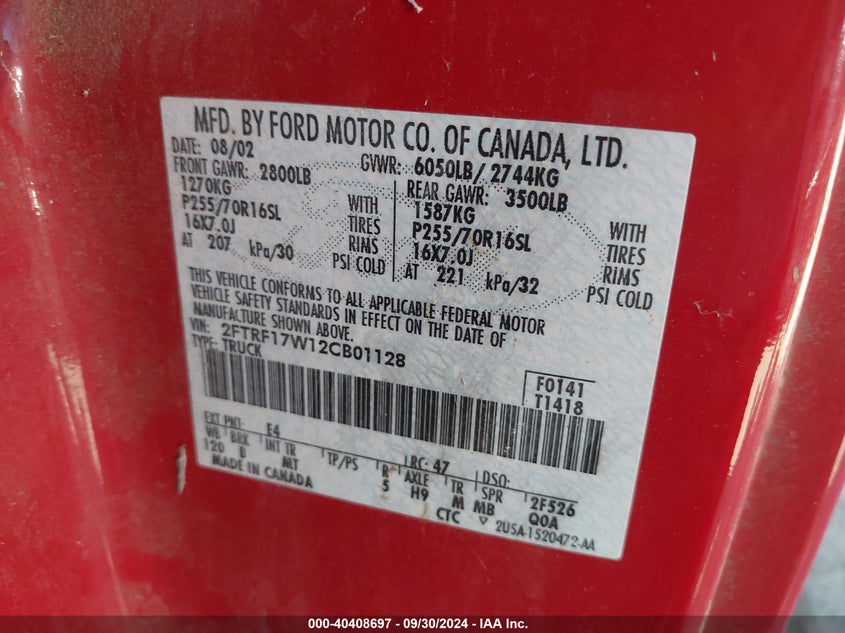 MFD. BY FORD MOTOR CO. OF CANADA, LTD.
DATE: 08/02 GVWR: 6050LB/ 2744KG
FRONT GAWR: 2800LB REAR GAWR: 3500LB
1270KG WITH 1587KG WITH
P255/70R16SL TIRES P255/70R16SL TIRES
16X7.0J RIMS 16X7.0J RIMS
AT 207 kPa/30 PSI COLD AT 221 kPa/32 PSI COLD
THIS VEHICLE CONFORMS TO ALL APPLICABLE FEDERAL MOTOR
VEHICLE SAFETY STANDARDS IN EFFECT ON THE DATE OF
MANUFACTURE SHOWN ABOVE.
VIN: 2FTRF17W12CB01128
TYPE: TRUCK
F0141
T1418
EXT PNT: E4 RC: 47 DSO:
WB BRK INT TR TP/PS R AXLE TR SPR 2F526
120 B MT 5 H9 M MB Q0A
MADE IN CANADA CTC ▽ 2U5A-1520472-AA
000-40408697 - 09/30/2024 - IAA Inc.